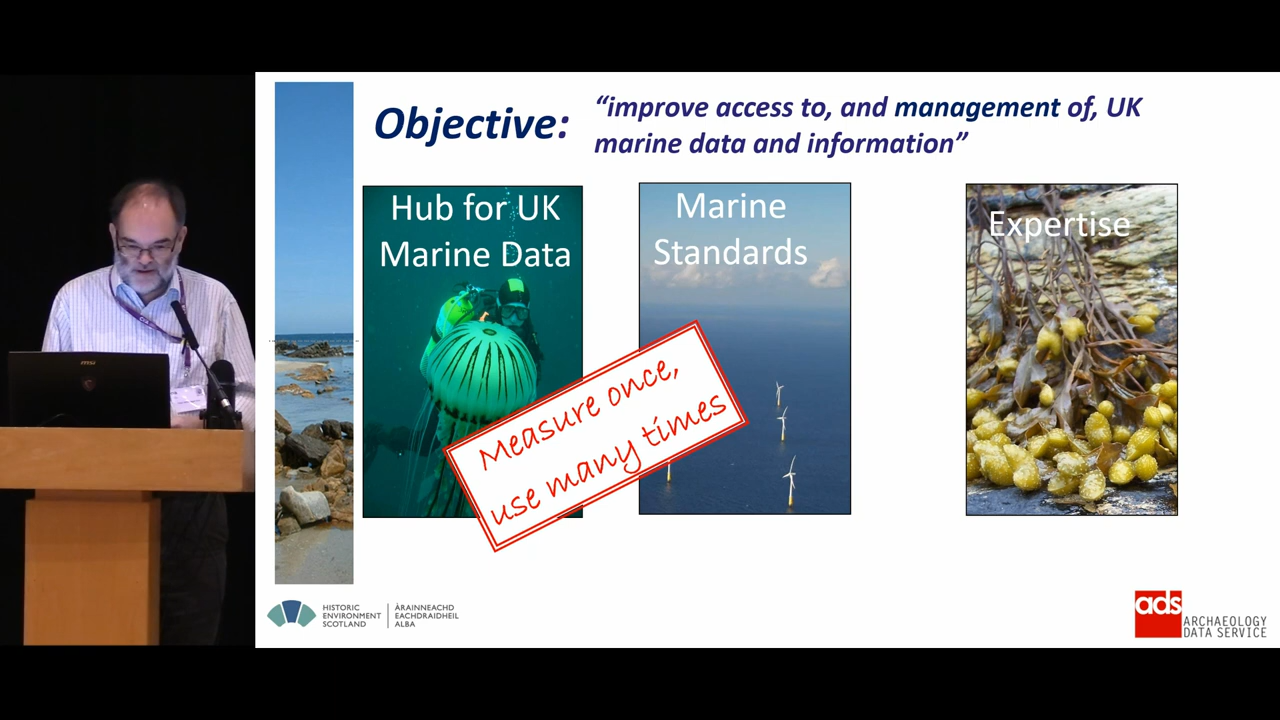 Objective:
“improve access to, and management of, UK
marine data and information”
Hub for UK
Marine Data
Marine
Standards
Expertise
Measure once,
use many times
msi
HISTORIC
ENVIRONMENT
SCOTLAND
ÀRAINNEACHD
EACHDRAIDHEIL
ALBA
ads
ARCHAEOLOGY
DATA SERVICE